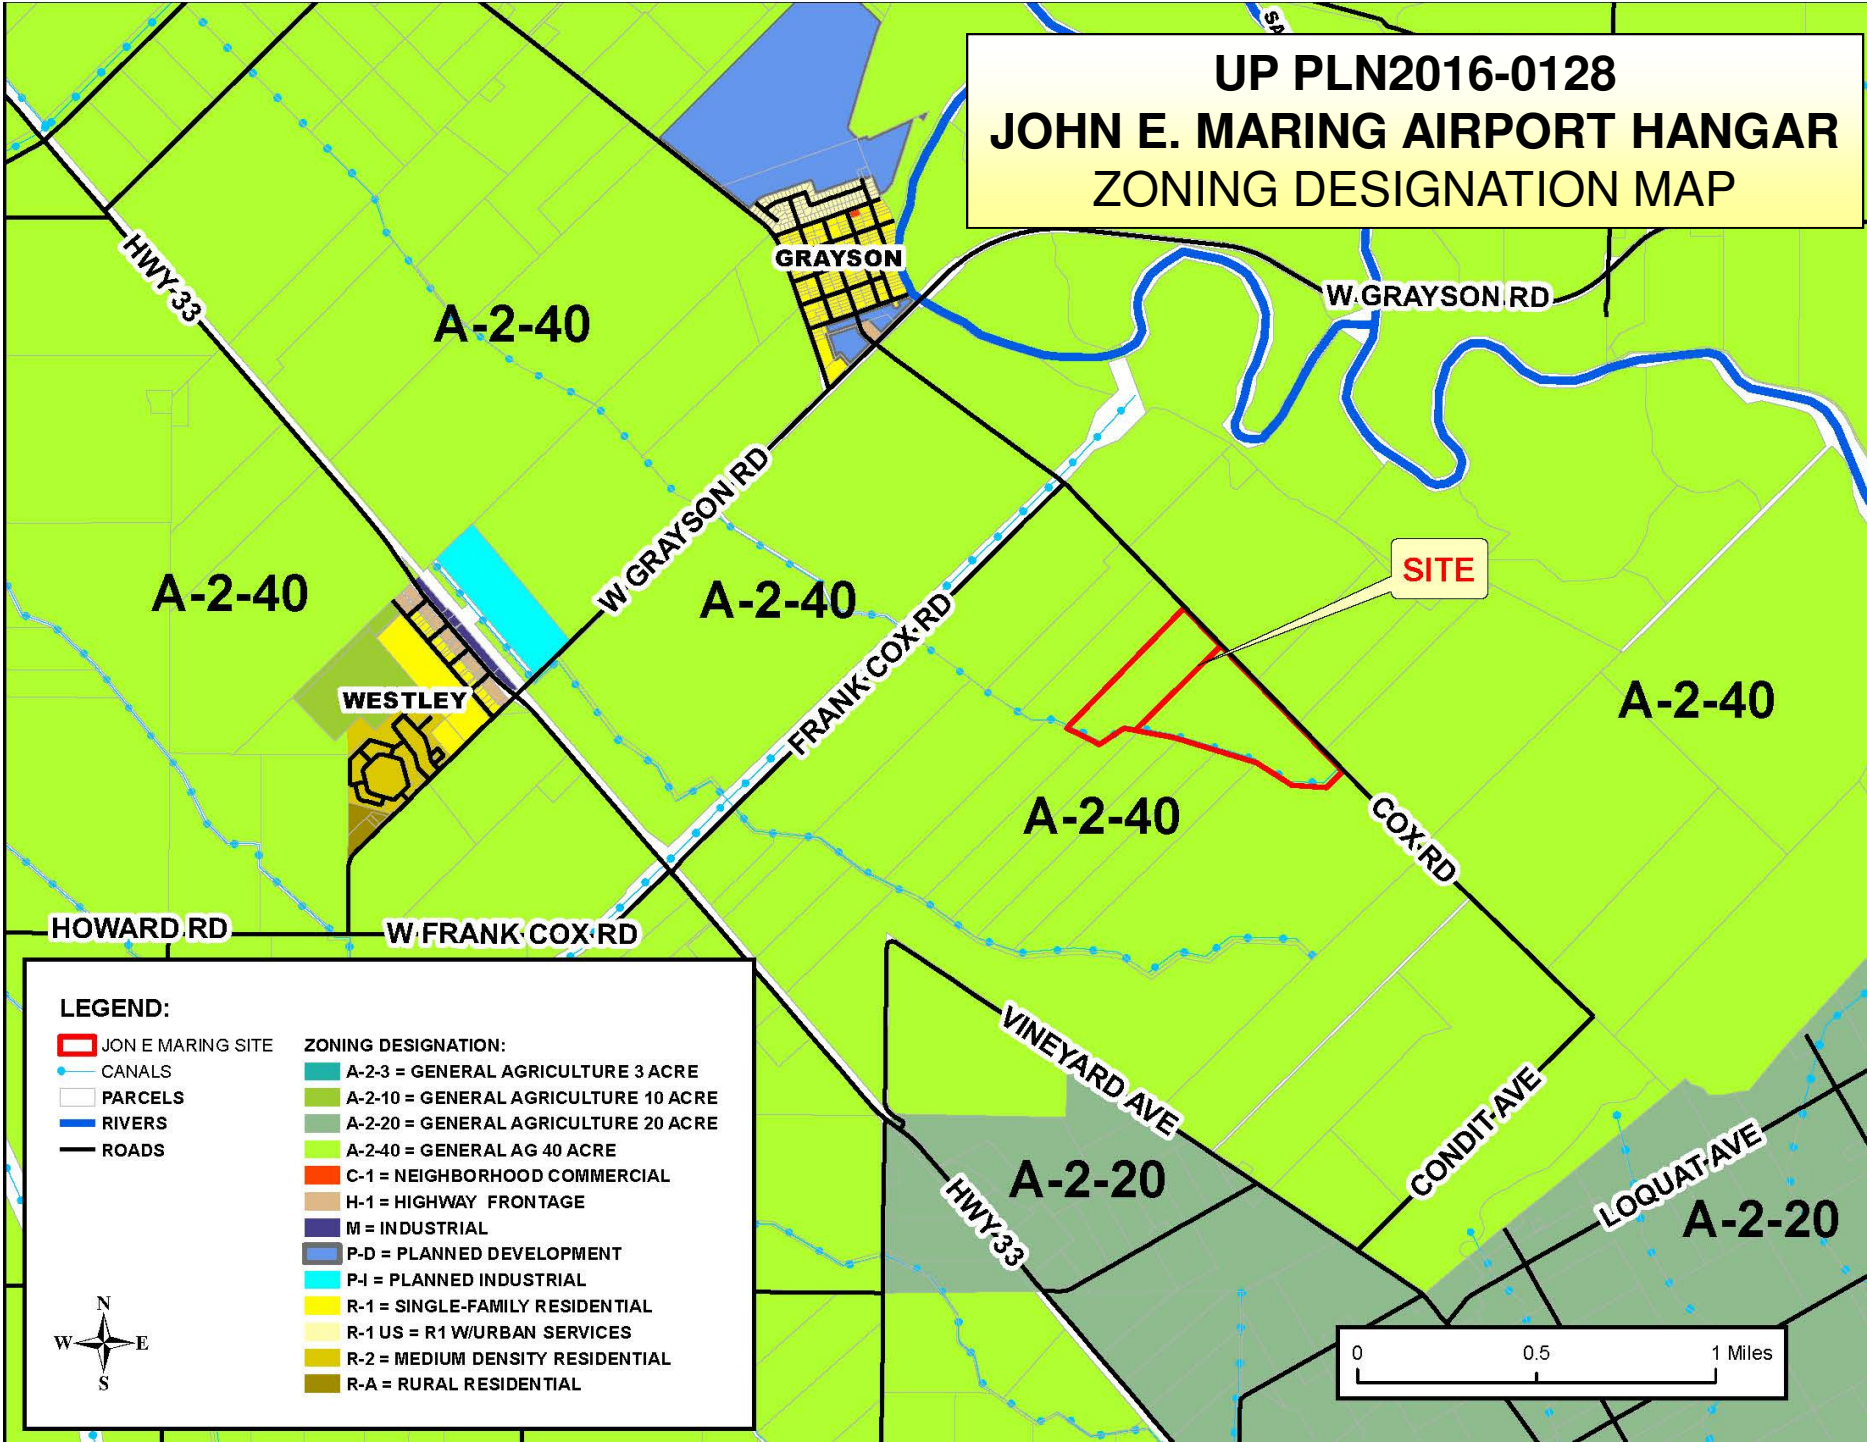 SA
UP PLN2016-0128
JOHN E. MARING AIRPORT HANGAR
ZONING DESIGNATION MAP
HWY 33
GRAYSON
W GRAYSON RD
A-2-40
W GRAYSON RD
SITE
A-2-40
A-2-40
FRANK COX RD
WESTLEY
A-2-40
A-2-40
COX RD
HOWARD RD
W FRANK COX RD
VINEYARD AVE
CONDIT AVE
LOQUAT AVE
A-2-20
A-2-20
HWY 33
LEGEND:
JON E MARING SITE
CANALS
PARCELS
RIVERS
ROADS
ZONING DESIGNATION:
A-2-3 = GENERAL AGRICULTURE 3 ACRE
A-2-10 = GENERAL AGRICULTURE 10 ACRE
A-2-20 = GENERAL AGRICULTURE 20 ACRE
A-2-40 = GENERAL AG 40 ACRE
C-1 = NEIGHBORHOOD COMMERCIAL
H-1 = HIGHWAY FRONTAGE
M = INDUSTRIAL
P-D = PLANNED DEVELOPMENT
P-I = PLANNED INDUSTRIAL
R-1 = SINGLE-FAMILY RESIDENTIAL
R-1 US = R1 W/URBAN SERVICES
R-2 = MEDIUM DENSITY RESIDENTIAL
R-A = RURAL RESIDENTIAL
N
W E
S
0 0.5 1 Miles